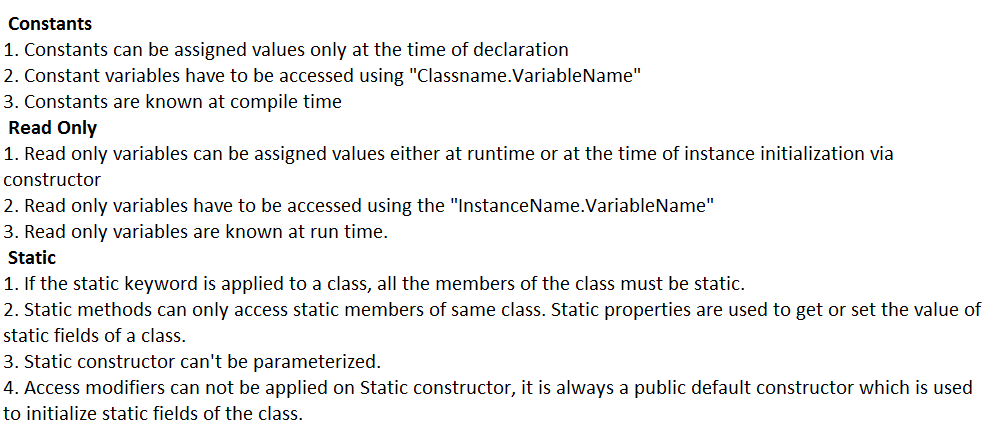 Constants
1. Constants can be assigned values only at the time of declaration
2. Constant variables have to be accessed using "Classname.VariableName"
3. Constants are known at compile time
Read Only
1. Read only variables can be assigned values either at runtime or at the time of instance initialization via
constructor
2. Read only variables have to be accessed using the "InstanceName.VariableName"
3. Read only variables are known at run time.
Static
1. If the static keyword is applied to a class, all the members of the class must be static.
2. Static methods can only access static members of same class. Static properties are used to get or set the value of
static fields of a class.
3. Static constructor can't be parameterized.
4. Access modifiers can not be applied on Static constructor, it is always a public default constructor which is used
to initialize static fields of the class.